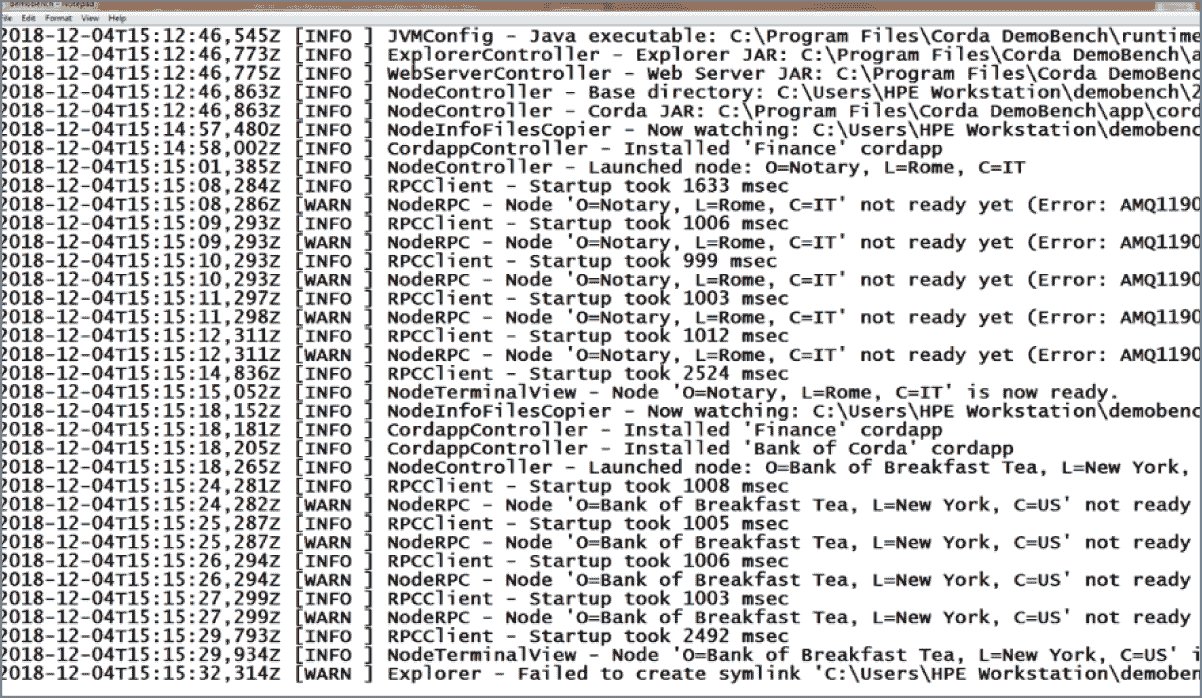 demobench - Notepad
File Edit Format View Help
2018-12-04T15:12:46,545Z [INFO ] JVMConfig - Java executable: C:\Program Files\Corda DemoBench\runtime
2018-12-04T15:12:46,773Z [INFO ] ExplorerController - Explorer JAR: C:\Program Files\Corda DemoBench\a
2018-12-04T15:12:46,775Z [INFO ] WebServerController - Web Server JAR: C:\Program Files\Corda DemoBenc
2018-12-04T15:12:46,863Z [INFO ] NodeController - Base directory: C:\Users\HPE Workstation\demobench\2
2018-12-04T15:12:46,863Z [INFO ] NodeController - Corda JAR: C:\Program Files\Corda DemoBench\app\cord
2018-12-04T15:14:57,480Z [INFO ] NodeInfoFilesCopier - Now watching: C:\Users\HPE Workstation\demobenc
2018-12-04T15:14:58,002Z [INFO ] CordappController - Installed 'Finance' cordapp
2018-12-04T15:15:01,385Z [INFO ] NodeController - Launched node: O=Notary, L=Rome, C=IT
2018-12-04T15:15:08,284Z [INFO ] RPCClient - Startup took 1633 msec
2018-12-04T15:15:08,286Z [WARN ] NodeRPC - Node 'O=Notary, L=Rome, C=IT' not ready yet (Error: AMQ1190
2018-12-04T15:15:09,293Z [INFO ] RPCClient - Startup took 1006 msec
2018-12-04T15:15:09,293Z [WARN ] NodeRPC - Node 'O=Notary, L=Rome, C=IT' not ready yet (Error: AMQ1190
2018-12-04T15:15:10,293Z [INFO ] RPCClient - Startup took 999 msec
2018-12-04T15:15:10,293Z [WARN ] NodeRPC - Node 'O=Notary, L=Rome, C=IT' not ready yet (Error: AMQ1190
2018-12-04T15:15:11,297Z [INFO ] RPCClient - Startup took 1003 msec
2018-12-04T15:15:11,298Z [WARN ] NodeRPC - Node 'O=Notary, L=Rome, C=IT' not ready yet (Error: AMQ1190
2018-12-04T15:15:12,311Z [INFO ] RPCClient - Startup took 1012 msec
2018-12-04T15:15:12,311Z [WARN ] NodeRPC - Node 'O=Notary, L=Rome, C=IT' not ready yet (Error: AMQ1190
2018-12-04T15:15:14,836Z [INFO ] RPCClient - Startup took 2524 msec
2018-12-04T15:15:15,052Z [INFO ] NodeTerminalView - Node 'O=Notary, L=Rome, C=IT' is now ready.
2018-12-04T15:15:18,152Z [INFO ] NodeInfoFilesCopier - Now watching: C:\Users\HPE Workstation\demobenc
2018-12-04T15:15:18,181Z [INFO ] CordappController - Installed 'Finance' cordapp
2018-12-04T15:15:18,205Z [INFO ] CordappController - Installed 'Bank of Corda' cordapp
2018-12-04T15:15:18,265Z [INFO ] NodeController - Launched node: O=Bank of Breakfast Tea, L=New York,
2018-12-04T15:15:24,281Z [INFO ] RPCClient - Startup took 1008 msec
2018-12-04T15:15:24,282Z [WARN ] NodeRPC - Node 'O=Bank of Breakfast Tea, L=New York, C=US' not ready
2018-12-04T15:15:25,287Z [INFO ] RPCClient - Startup took 1005 msec
2018-12-04T15:15:25,287Z [WARN ] NodeRPC - Node 'O=Bank of Breakfast Tea, L=New York, C=US' not ready
2018-12-04T15:15:26,294Z [INFO ] RPCClient - Startup took 1006 msec
2018-12-04T15:15:26,294Z [WARN ] NodeRPC - Node 'O=Bank of Breakfast Tea, L=New York, C=US' not ready
2018-12-04T15:15:27,299Z [INFO ] RPCClient - Startup took 1003 msec
2018-12-04T15:15:27,299Z [WARN ] NodeRPC - Node 'O=Bank of Breakfast Tea, L=New York, C=US' not ready
2018-12-04T15:15:29,793Z [INFO ] RPCClient - Startup took 2492 msec
2018-12-04T15:15:29,934Z [INFO ] NodeTerminalView - Node 'O=Bank of Breakfast Tea, L=New York, C=US' i
2018-12-04T15:15:32,314Z [WARN ] Explorer - Failed to create symlink 'C:\Users\HPE Workstation\demoben